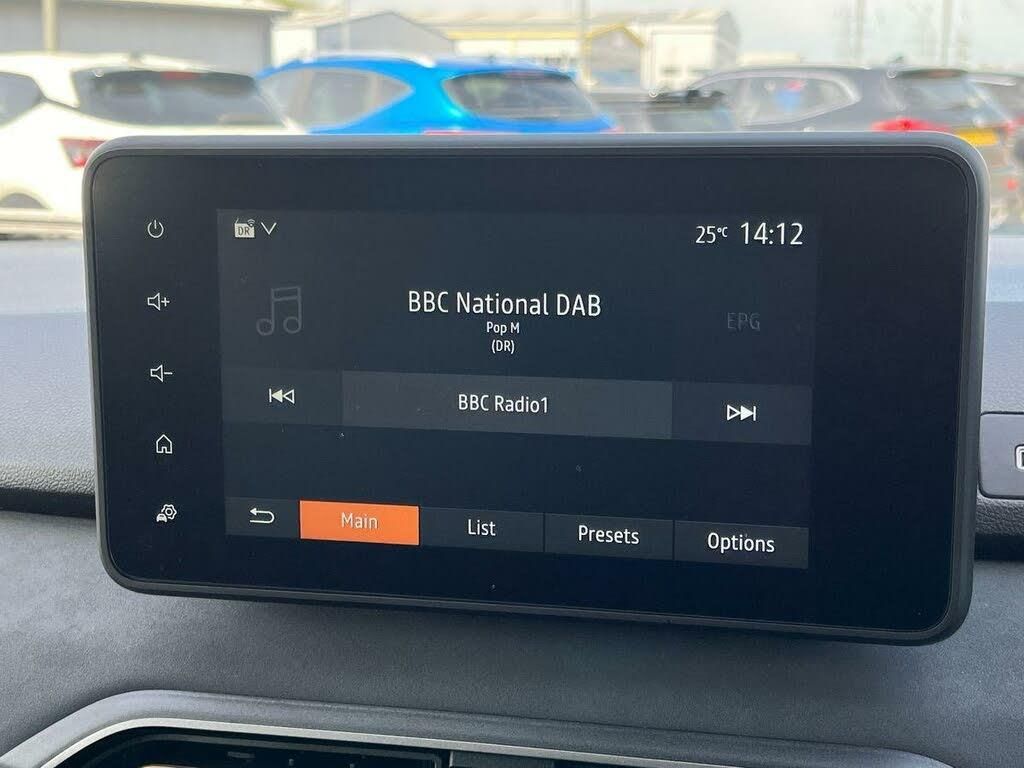 DR
25°C 14:12
BBC National DAB
Pop M
(DR)
EPG
BBC Radio1
Main
List
Presets
Options